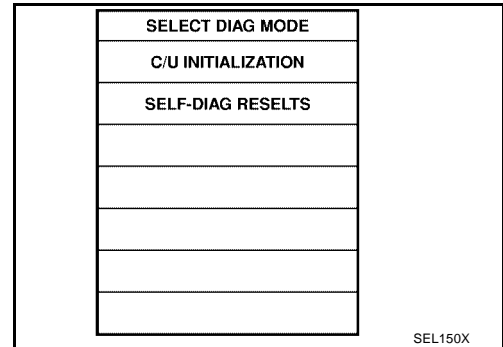 SELECT DIAG MODE
C/U INITIALIZATION
SELF-DIAG RESELTS
SEL150X